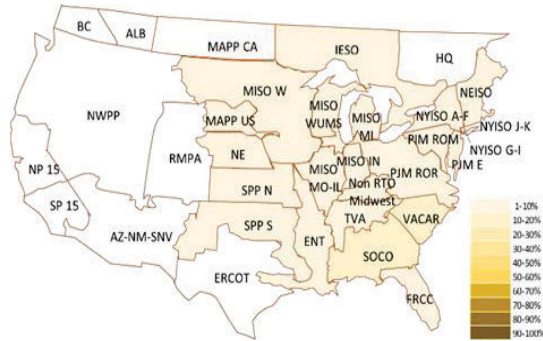 BC
ALB
MAPP CA
IESO
HQ
NWPP
MISO W
MAPP US
NE
RMPA
NP 15
SP 15
AZ-NM-SNV
SPP N
SPP S
ERCOT
MISO
WUMS
MISO
MI
MISO
MO-IL
MISO IN
Non RTO
Midwest
TVA
ENT
SOCO
VACAR
FRCC
NEISO
NYISO A-F
NYISO J-K
NYISO G-I
PJM ROM
PJM E
PJM ROR
1-10%
10-20%
20-30%
30-40%
40-50%
50-60%
60-70%
70-80%
80-90%
90-100%